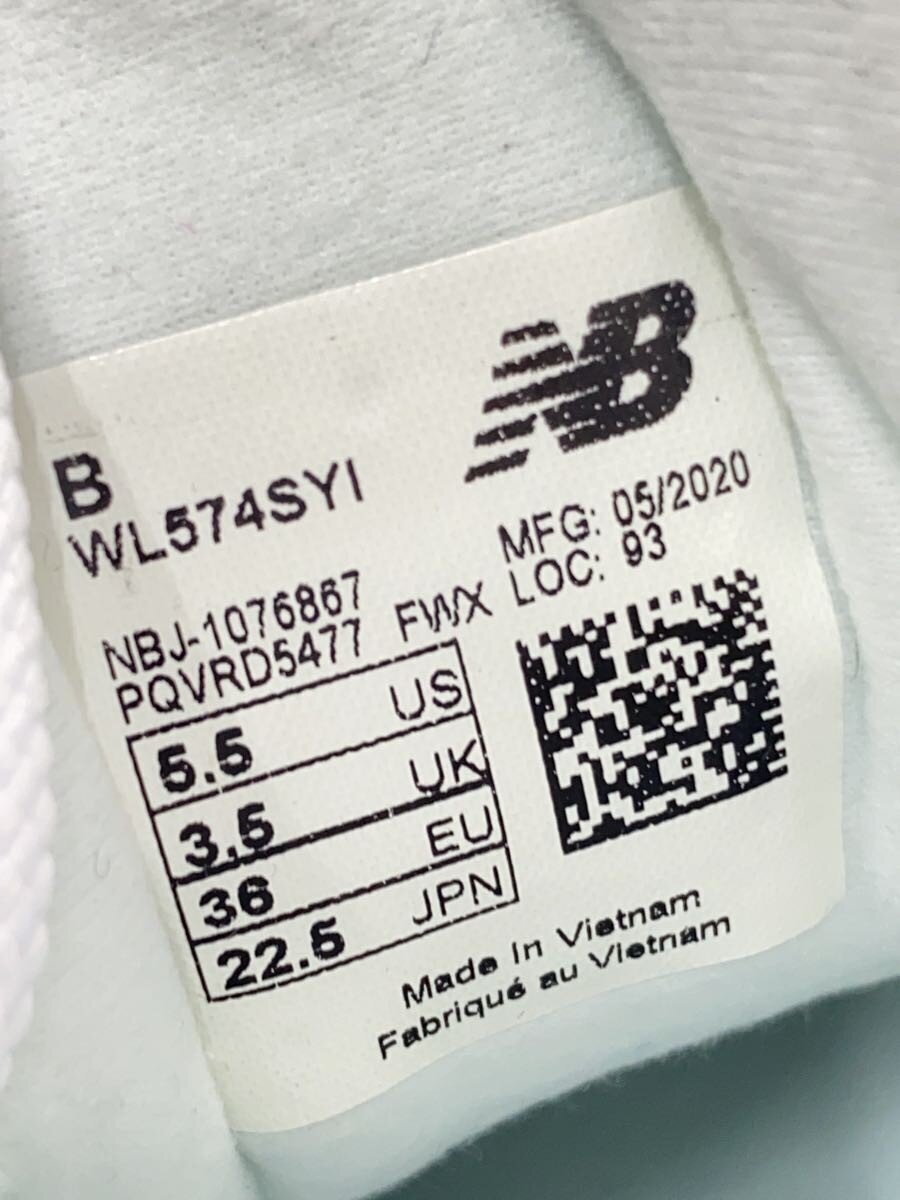 NB
B
WL574SYI
MFG: 05/2020
LOC: 93
NBJ-1076867
PQVRD5477 FWX
5.5 US
3.5 UK
36 EU
22.5 JPN
Made In Vietnam
Fabriqué au Vietnam